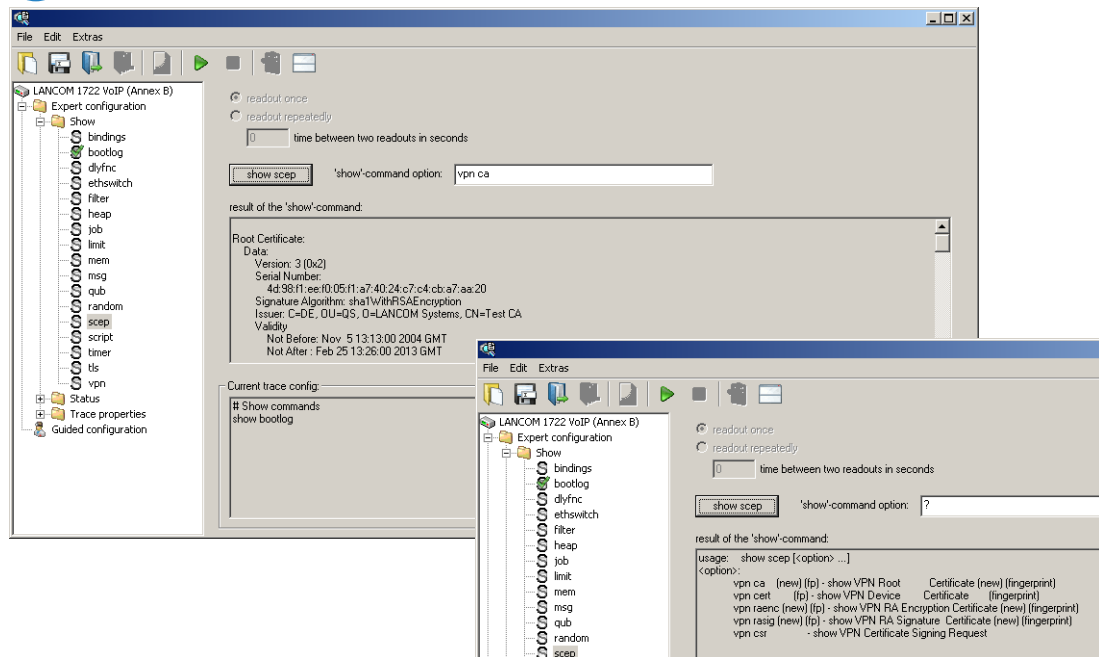 File Edit Extras
LANCOM 1722 VoIP (Annex B)
Expert configuration
Show
bindings
bootlog
dlyfnc
ethswitch
filter
heap
job
limit
mem
msg
qub
random
scep
script
timer
tls
vpn
Status
Trace properties
Guided configuration
readout once
readout repeatedly
0 time between two readouts in seconds
show scep 'show'-command option: vpn ca
result of the 'show'-command:
Root Certificate:
Data:
Version: 3 (0x2)
Serial Number:
4d:98:f1:ee:f0:05:f1:a7:40:24:c7:c4:cb:a7:aa:20
Signature Algorithm: sha1WithRSAEncryption
Issuer: C=DE, OU=QS, O=LANCOM Systems, CN=Test CA
Validity
Not Before: Nov 5 13:13:00 2004 GMT
Not After : Feb 25 13:26:00 2013 GMT
Current trace config:
# Show commands
show bootlog
File Edit Extras
LANCOM 1722 VoIP (Annex B)
Expert configuration
Show
bindings
bootlog
dlyfnc
ethswitch
filter
heap
job
limit
mem
msg
qub
random
scep
readout once
readout repeatedly
0 time between two readouts in seconds
show scep 'show'-command option: ?
result of the 'show'-command:
usage: show scep [<option> ...]
<option>:
vpn ca (new) (fp) - show VPN Root Certificate (new) (fingerprint)
vpn cert (fp) - show VPN Device Certificate (fingerprint)
vpn raenc (new) (fp) - show VPN RA Encryption Certificate (new) (fingerprint)
vpn rasig (new) (fp) - show VPN RA Signature Certificate (new) (fingerprint)
vpn csr - show VPN Certificate Signing Request